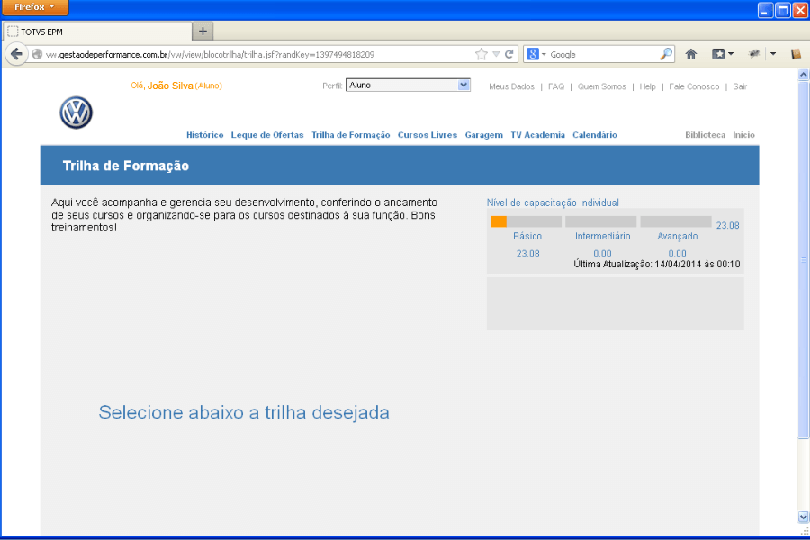 Firefox
TOTVS EPM
ww.gestaodeperformance.com.br/vw/view/blocotrilha/trilha.jsf?randKey=1397494818209
Google
Olá, João Silva (Aluno)
Perfil: Aluno
Meus Dados | FAQ | Quem Somos | Help | Fale Conosco | Sair
Histórico Leque de Ofertas Trilha de Formação Cursos Livres Garagem TV Academia Calendário Biblioteca Início
Trilha de Formação
Aqui você acompanha e gerencia seu desenvolvimento, conferindo o andamento
de seus cursos e organizando-se para os cursos destinados à sua função. Bons
treinamentos!
Nível de capacitação individual
23.08
Básico Intermediário Avançado
23.08 0.00 0.00
Última Atualização: 14/04/2014 às 00:10
Selecione abaixo a trilha desejada